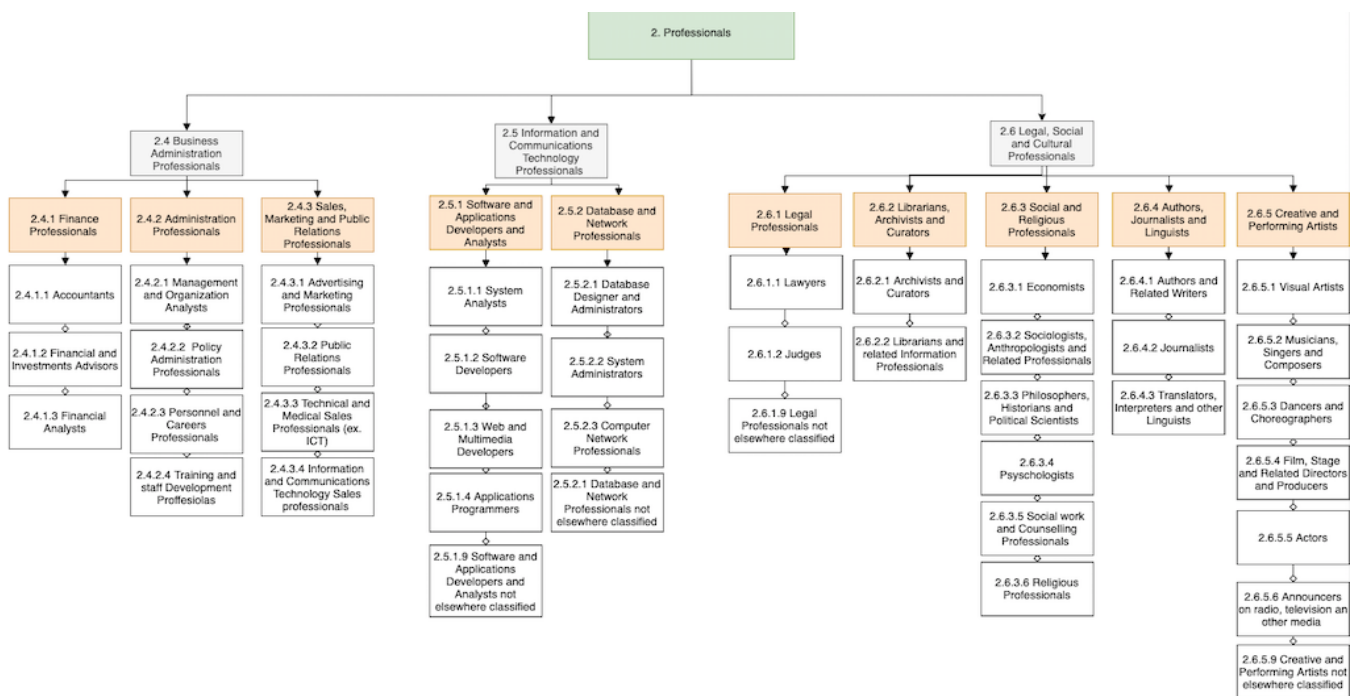 2. Professionals
2.4 Business
Administration
Professionals
2.5 Information and
Communications
Technology
Professionals
2.6 Legal, Social
and Cultural
Professionals
2.4.1 Finance
Professionals
2.4.2 Administration
Professionals
2.4.3 Sales,
Marketing and Public
Relations
Professionals
2.5.1 Software and
Applications
Developers and
Analysts
2.5.2 Database and
Network
Professionals
2.6.1 Legal
Professionals
2.6.2 Librarians,
Archivists and
Curators
2.6.3 Social and
Religious
Professionals
2.6.4 Authors,
Journalists and
Linguists
2.6.5 Creative and
Performing Artists
2.4.1.1 Accountants
2.4.1.2 Financial and
Investments Advisors
2.4.1.3 Financial
Analysts
2.4.2.1 Management
and Organization
Analysts
2.4.2.2 Policy
Administration
Professionals
2.4.2.3 Personnel and
Careers Professionals
2.4.2.4 Training and
staff Development
Proffesiolas
2.4.3.1 Advertising
and Marketing
Professionals
2.4.3.2 Public
Relations
Professionals
2.4.3.3 Technical and
Medical Sales
Professionals (ex.
ICT)
2.4.3.4 Information
and Communications
Technology Sales
professionals
2.5.1.1 System
Analysts
2.5.1.2 Software
Developers
2.5.1.3 Web and
Multimedia
Developers
2.5.1.4 Applications
Programmers
2.5.1.9 Software and
Applications
Developers and
Analysts not
elsewhere classified
2.5.2.1 Database
Designer and
Administrators
2.5.2.2 System
Administrators
2.5.2.3 Computer
Network Professionals
2.5.2.1 Database and
Network
Professionals not
elsewhere classified
2.6.1.1 Lawyers
2.6.1.2 Judges
2.6.1.9 Legal
Professionals not
elsewhere classified
2.6.2.1 Archivists and
Curators
2.6.2.2 Librarians and
related Information
Professionals
2.6.3.1 Economists
2.6.3.2 Sociologists,
Anthropologists and
Related Professionals
2.6.3.3 Philosophers,
Historians and
Political Scientists
2.6.3.4
Psyschologists
2.6.3.5 Social work
and Counselling
Professionals
2.6.3.6 Religious
Professionals
2.6.4.1 Authors and
Related Writers
2.6.4.2 Journalists
2.6.4.3 Translators,
Interpreters and other
Linguists
2.6.5.1 Visual Artists
2.6.5.2 Musicians,
Singers and
Composers
2.6.5.3 Dancers and
Choreographers
2.6.5.4 Film, Stage
and Related Directors
and Producers
2.6.5.5 Actors
2.6.5.6 Announcers
on radio, television an
other media
2.6.5.9 Creative and
Performing Artists not
elsewhere classified